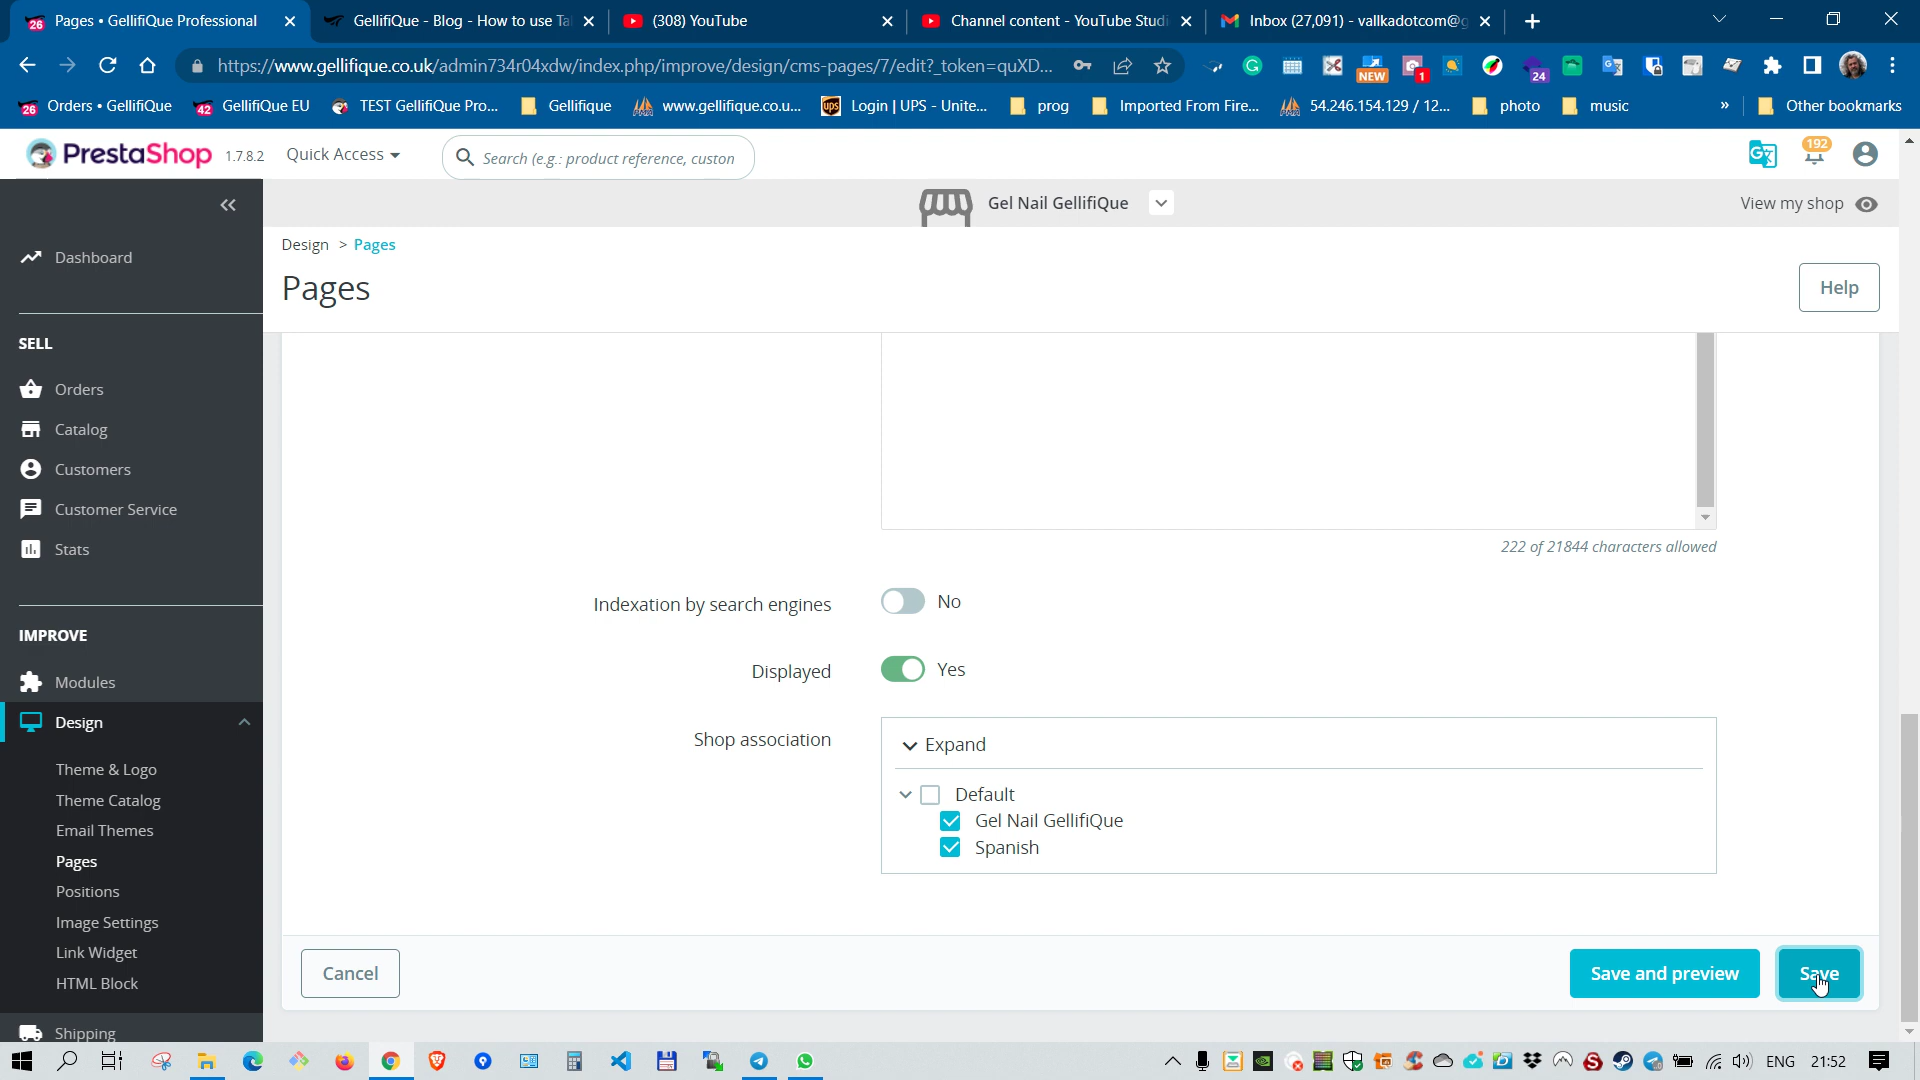 Pages • GellifiQue Professional
GellifiQue - Blog - How to use Ta
(308) YouTube
Channel content - YouTube Studi
Inbox (27,091) - vallkadotcom@g
https://www.gellifique.co.uk/admin734r04xdw/index.php/improve/design/cms-pages/7/edit?_token=quXD...
NEW
1
24
26 Orders • GellifiQue
42 GellifiQue EU
TEST GellifiQue Pro...
Gellifique
www.gellifique.co.u...
Login | UPS - Unite...
prog
Imported From Fire...
54.246.154.129 / 12...
photo
music
»
Other bookmarks
PrestaShop 1.7.8.2
Quick Access
Search (e.g.: product reference, custon
192
Gel Nail GellifiQue
View my shop
Design > Pages
Pages
Help
Dashboard
SELL
Orders
Catalog
Customers
Customer Service
Stats
IMPROVE
Modules
Design
Theme & Logo
Theme Catalog
Email Themes
Pages
Positions
Image Settings
Link Widget
HTML Block
Shipping
222 of 21844 characters allowed
Indexation by search engines
No
Displayed
Yes
Shop association
Expand
Default
Gel Nail GellifiQue
Spanish
Cancel
Save and preview
Save
ENG
21:52